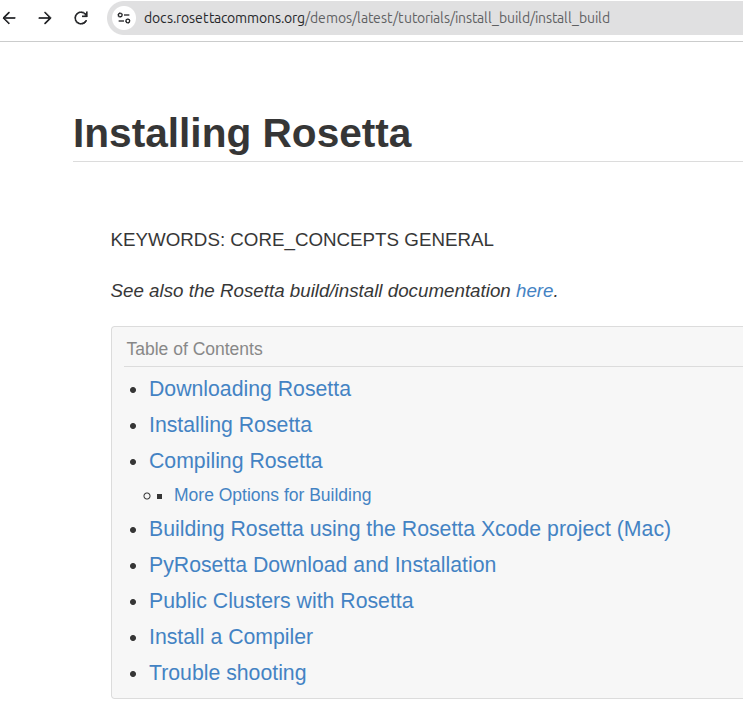 docs.rosettacommons.org/demos/latest/tutorials/install_build/install_build
Installing Rosetta
KEYWORDS: CORE_CONCEPTS GENERAL
See also the Rosetta build/install documentation here.
Table of Contents
Downloading Rosetta
Installing Rosetta
Compiling Rosetta
More Options for Building
Building Rosetta using the Rosetta Xcode project (Mac)
PyRosetta Download and Installation
Public Clusters with Rosetta
Install a Compiler
Trouble shooting